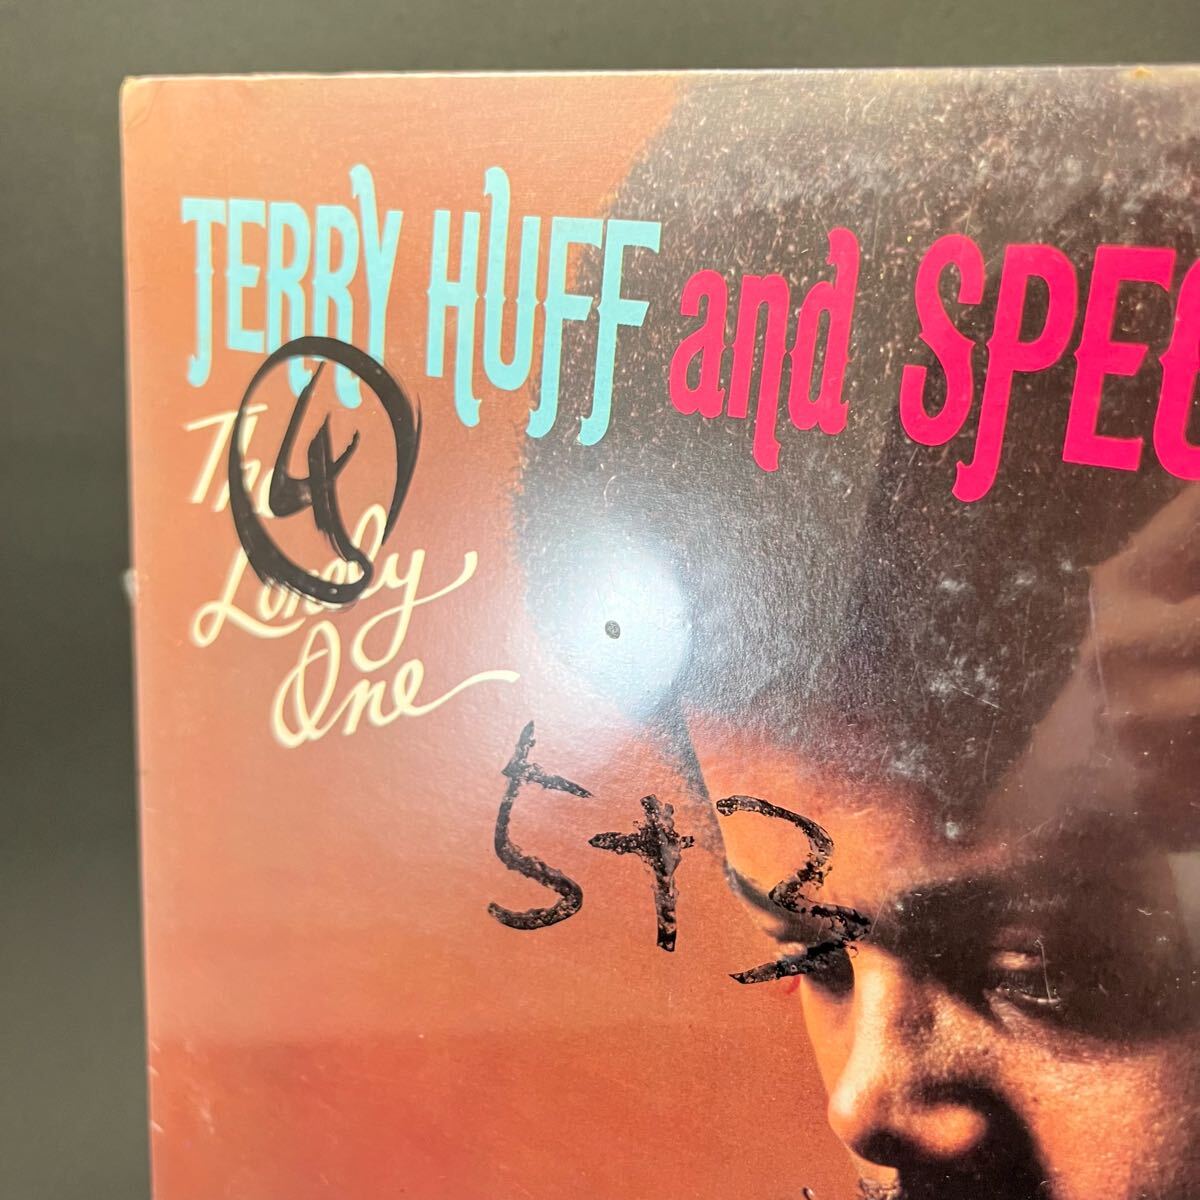 TERRY HUFF and SPEC
4
The
Lonely
One
5+3